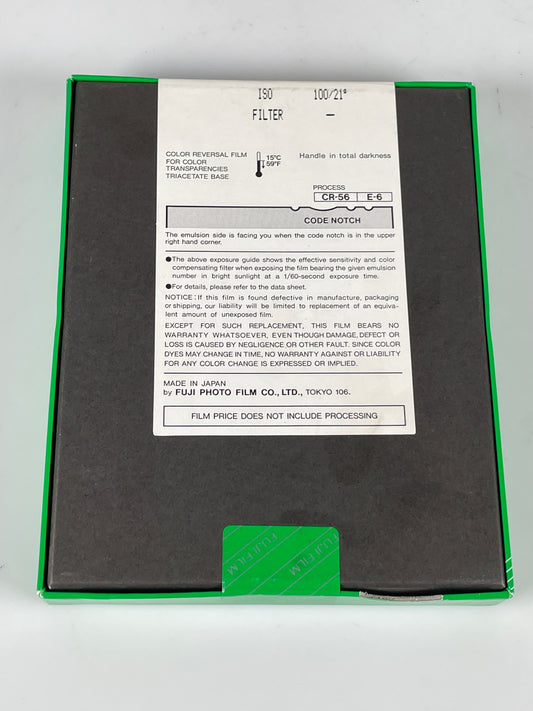 ISO 100/21°
FILTER —
COLOR REVERSAL FILM
FOR COLOR
TRANSPARENCIES
TRIACETATE BASE
15°C
59°F
Handle in total darkness
PROCESS
CR-56 E-6
CODE NOTCH
The emulsion side is facing you when the code notch is in the upper
right hand corner.
●The above exposure guide shows the effective sensitivity and color
compensating filter when exposing the film bearing the given emulsion
number in bright sunlight at a 1/60-second exposure time.
●For details, please refer to the data sheet.
NOTICE: If this film is found defective in manufacture, packaging
or shipping, our liability will be limited to replacement of an equiva-
lent amount of unexposed film.
EXCEPT FOR SUCH REPLACEMENT, THIS FILM BEARS NO
WARRANTY WHATSOEVER, EVEN THOUGH DAMAGE, DEFECT OR
LOSS IS CAUSED BY NEGLIGENCE OR OTHER FAULT. SINCE COLOR
DYES MAY CHANGE IN TIME, NO WARRANTY AGAINST OR LIABILITY
FOR ANY COLOR CHANGE IS EXPRESSED OR IMPLIED.
MADE IN JAPAN
by FUJI PHOTO FILM CO., LTD., TOKYO 106.
FILM PRICE DOES NOT INCLUDE PROCESSING
FUJI FILM
FUJI FILM